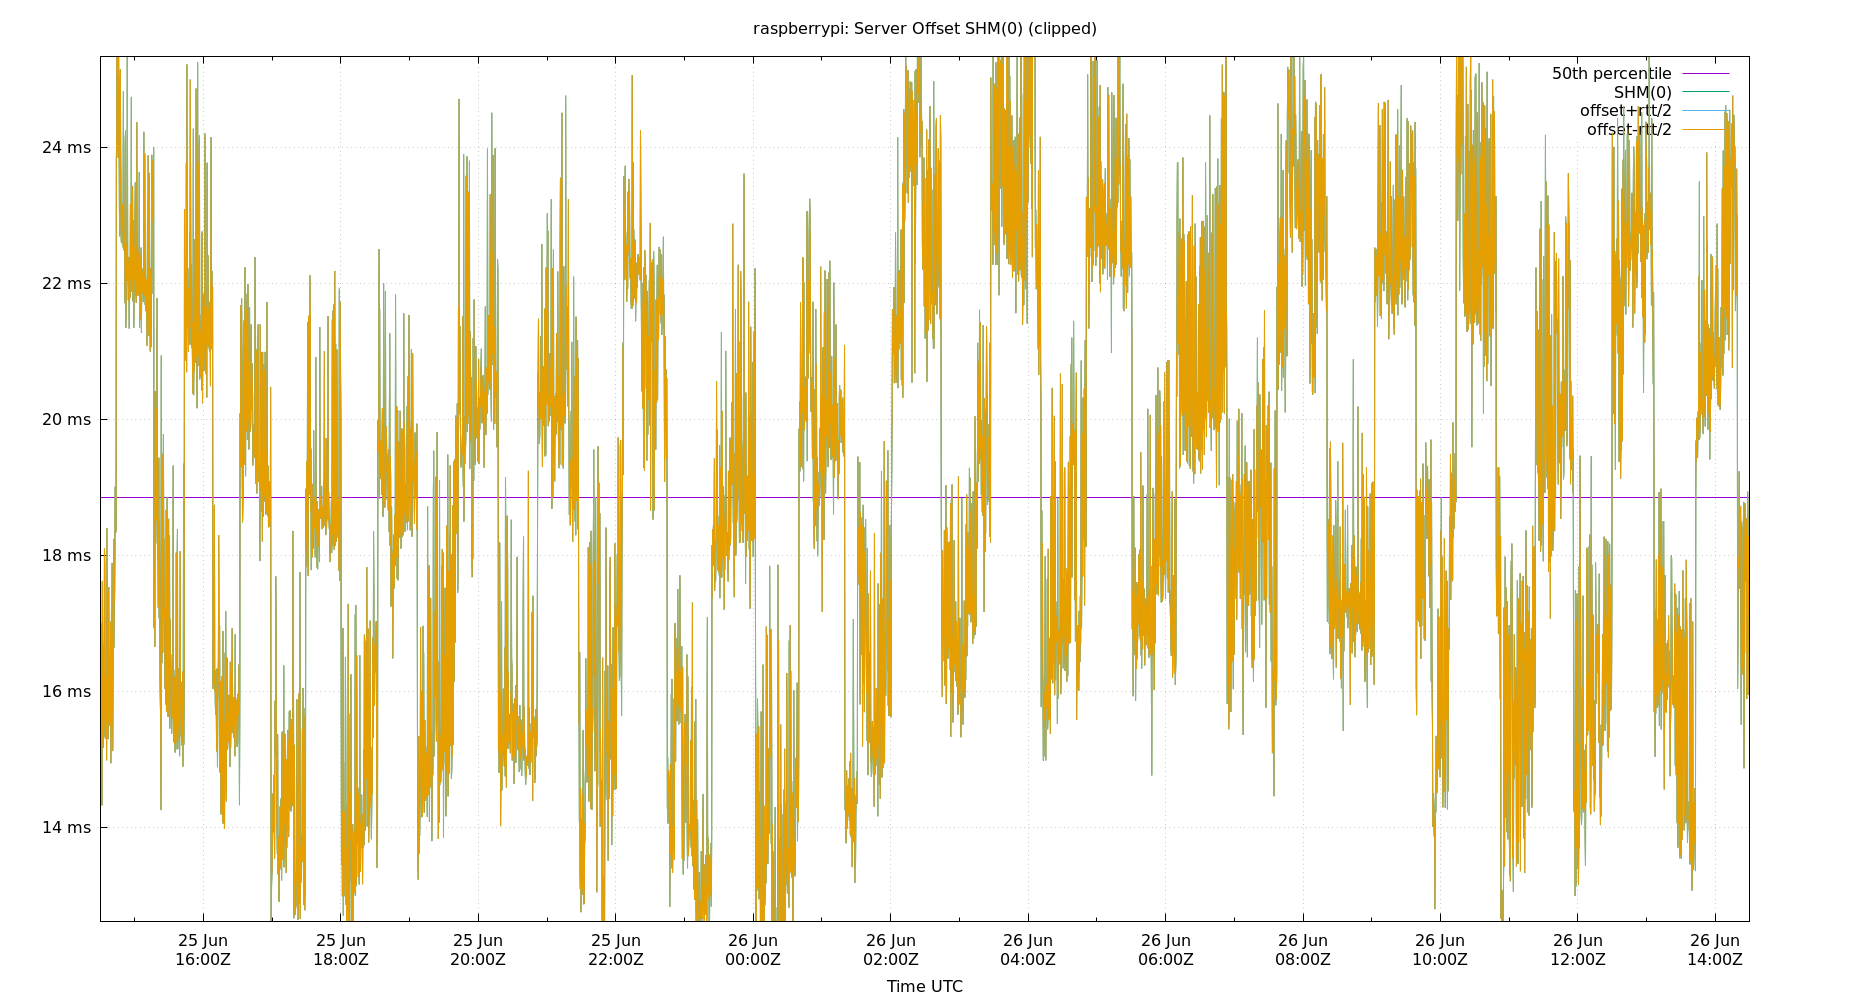 raspberrypi: Server Offset SHM(0) (clipped)
50th percentile
SHM(0)
offset+rtt/2
offset-rtt/2
24 ms
22 ms
20 ms
18 ms
16 ms
14 ms
25 Jun 25 Jun 25 Jun 25 Jun 26 Jun 26 Jun 26 Jun 26 Jun 26 Jun 26 Jun 26 Jun 26 Jun
16:00Z 18:00Z 20:00Z 22:00Z 00:00Z 02:00Z 04:00Z 06:00Z 08:00Z 10:00Z 12:00Z 14:00Z
Time UTC